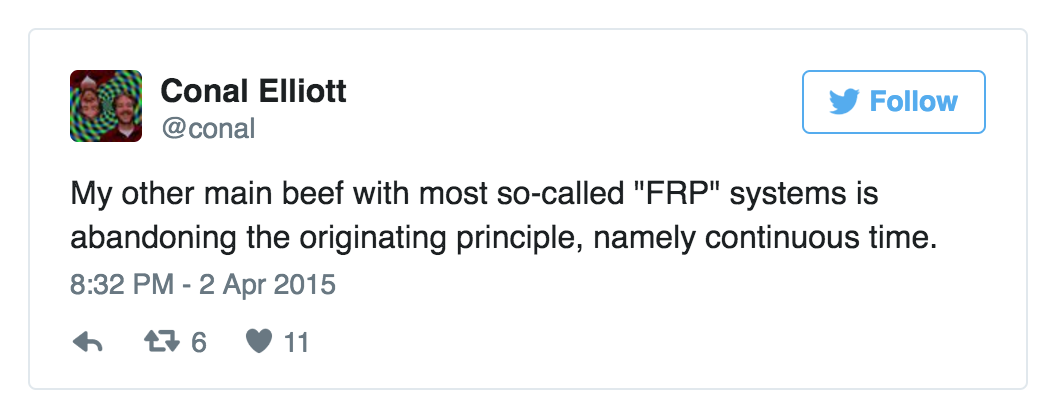 Conal Elliott
@conal
Follow
My other main beef with most so-called "FRP" systems is
abandoning the originating principle, namely continuous time.
8:32 PM - 2 Apr 2015
6 11